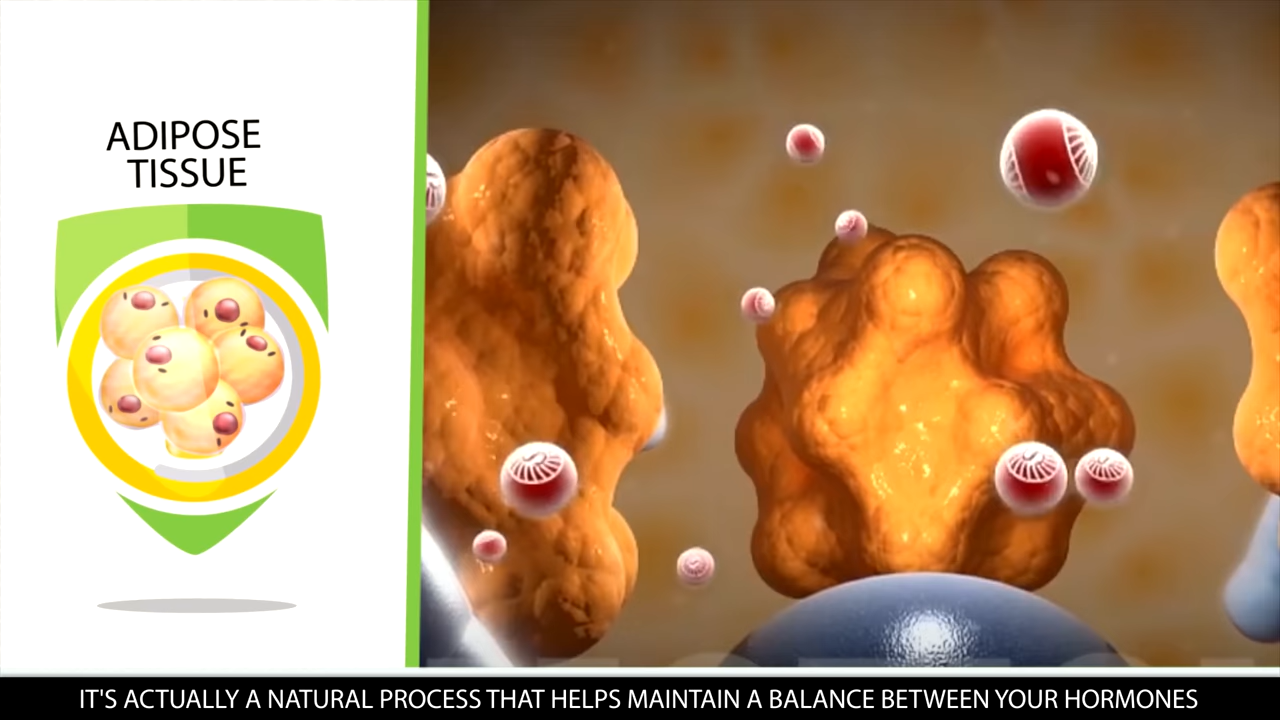 ADIPOSE
TISSUE
IT'S ACTUALLY A NATURAL PROCESS THAT HELPS MAINTAIN A BALANCE BETWEEN YOUR HORMONES